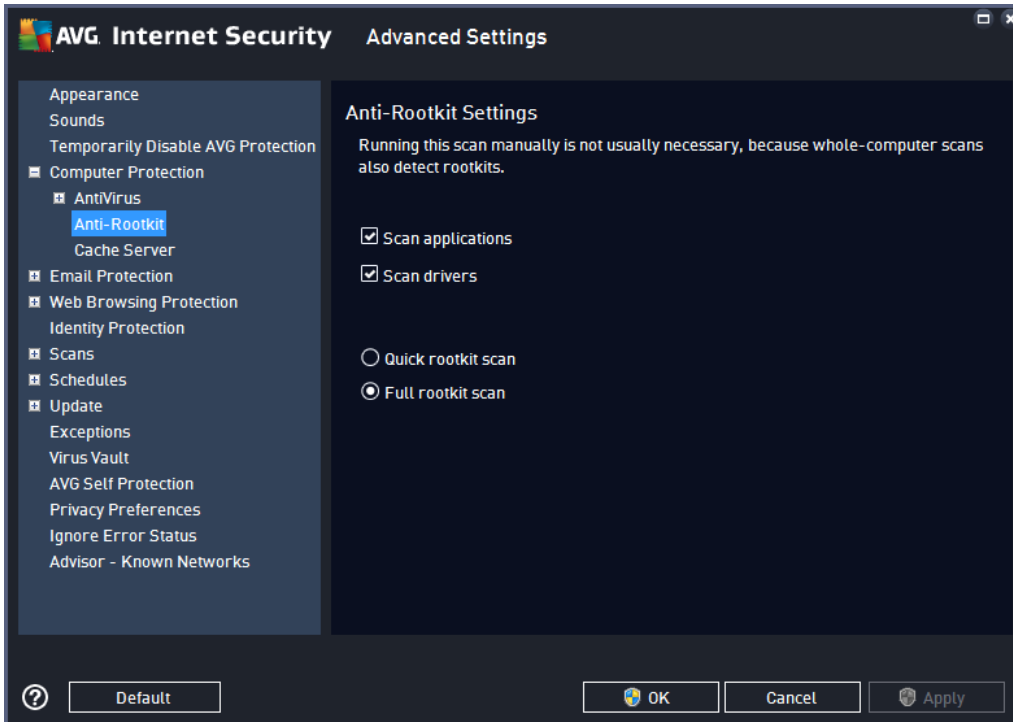 AVG. Internet Security Advanced Settings
Appearance
Sounds
Temporarily Disable AVG Protection
Computer Protection
AntiVirus
Anti-Rootkit
Cache Server
Email Protection
Web Browsing Protection
Identity Protection
Scans
Schedules
Update
Exceptions
Virus Vault
AVG Self Protection
Privacy Preferences
Ignore Error Status
Advisor - Known Networks
Anti-Rootkit Settings
Running this scan manually is not usually necessary, because whole-computer scans
also detect rootkits.
Scan applications
Scan drivers
Quick rootkit scan
Full rootkit scan
? Default OK Cancel Apply